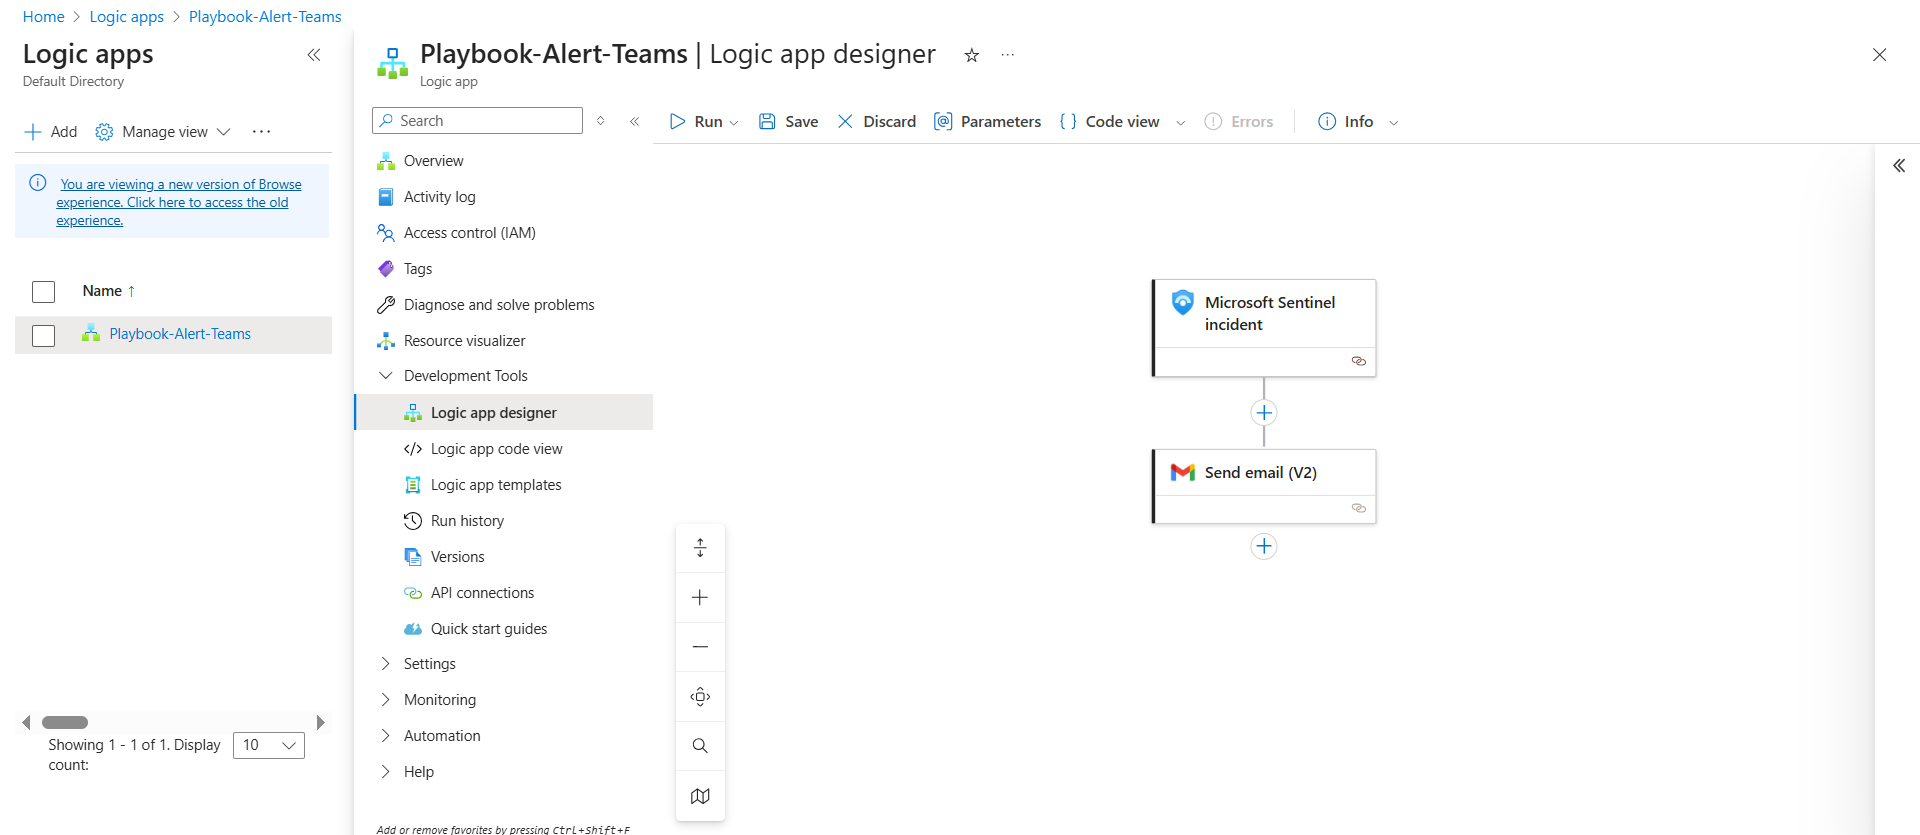 Home > Logic apps > Playbook-Alert-Teams
Logic apps
Default Directory
Add
Manage view
You are viewing a new version of Browse
experience. Click here to access the old
experience.
Name ↑
Playbook-Alert-Teams
Showing 1 - 1 of 1. Display
count:
10
Playbook-Alert-Teams | Logic app designer
Logic app
Search
Overview
Activity log
Access control (IAM)
Tags
Diagnose and solve problems
Resource visualizer
Development Tools
Logic app designer
Logic app code view
Logic app templates
Run history
Versions
API connections
Quick start guides
Settings
Monitoring
Automation
Help
Add or remove favorites by pressing Ctrl+Shift+F
Run
Save
Discard
Parameters
Code view
Errors
Info
Microsoft Sentinel
incident
Send email (V2)